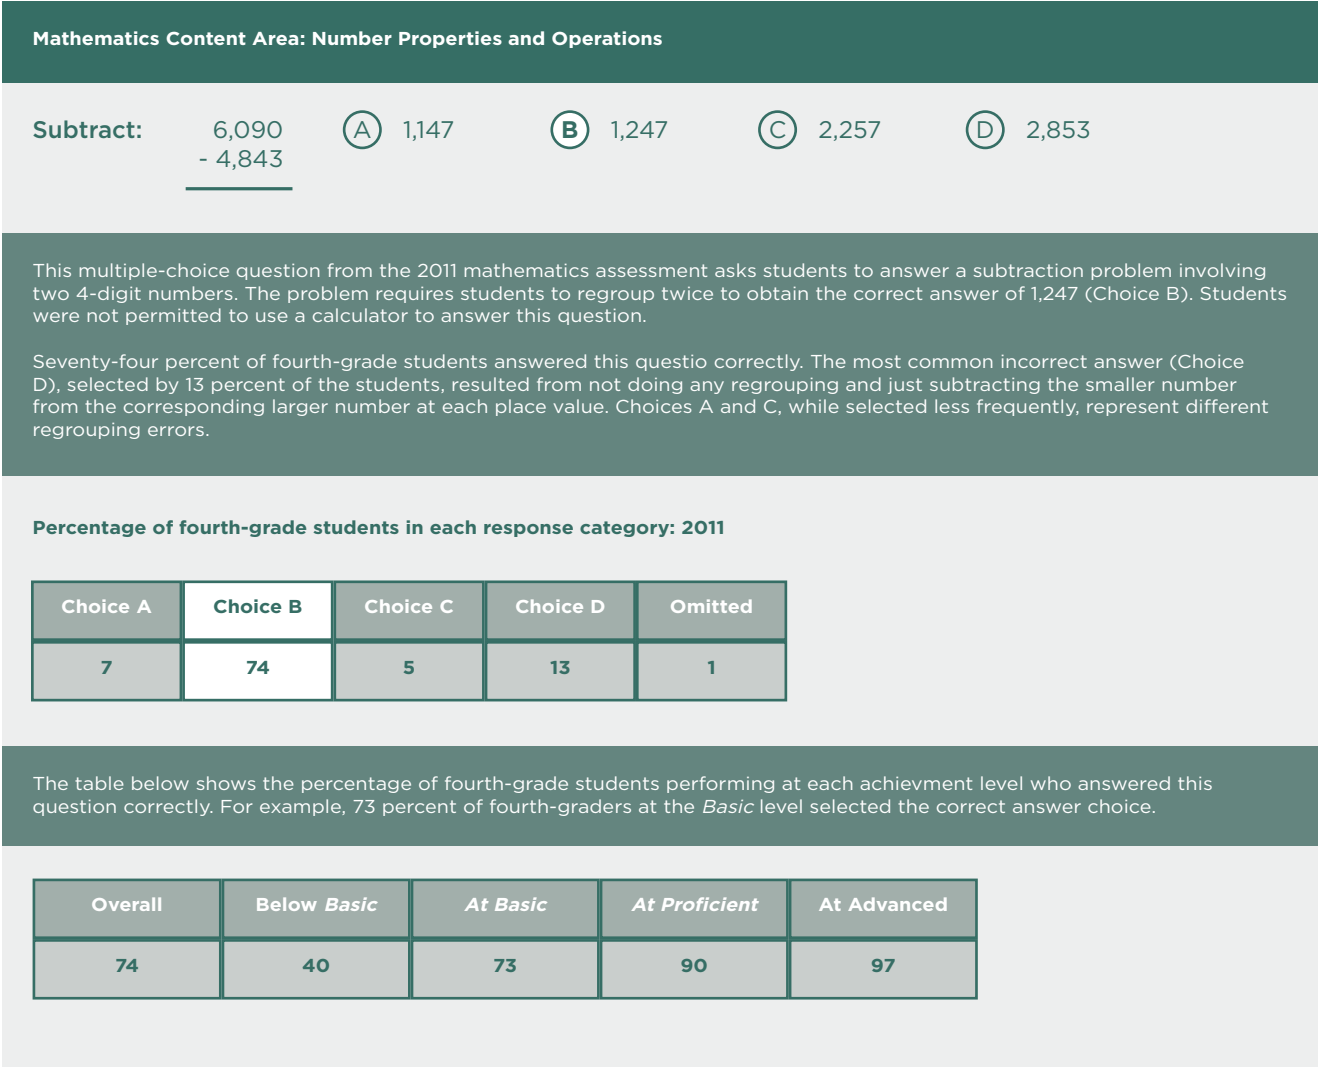 Mathematics Content Area: Number Properties and Operations
Subtract: 6,090 A 1,147 B 1,247 C 2,257 D 2,853
- 4,843
This multiple-choice question from the 2011 mathematics assessment asks students to answer a subtraction problem involving
two 4-digit numbers. The problem requires students to regroup twice to obtain the correct answer of 1,247 (Choice B). Students
were not permitted to use a calculator to answer this question.
Seventy-four percent of fourth-grade students answered this questio correctly. The most common incorrect answer (Choice
D), selected by 13 percent of the students, resulted from not doing any regrouping and just subtracting the smaller number
from the corresponding larger number at each place value. Choices A and C, while selected less frequently, represent different
regrouping errors.
Percentage of fourth-grade students in each response category: 2011
Choice A Choice B Choice C Choice D Omitted
7 74 5 13 1
The table below shows the percentage of fourth-grade students performing at each achievment level who answered this
question correctly. For example, 73 percent of fourth-graders at the Basic level selected the correct answer choice.
Overall Below Basic At Basic At Proficient At Advanced
74 40 73 90 97